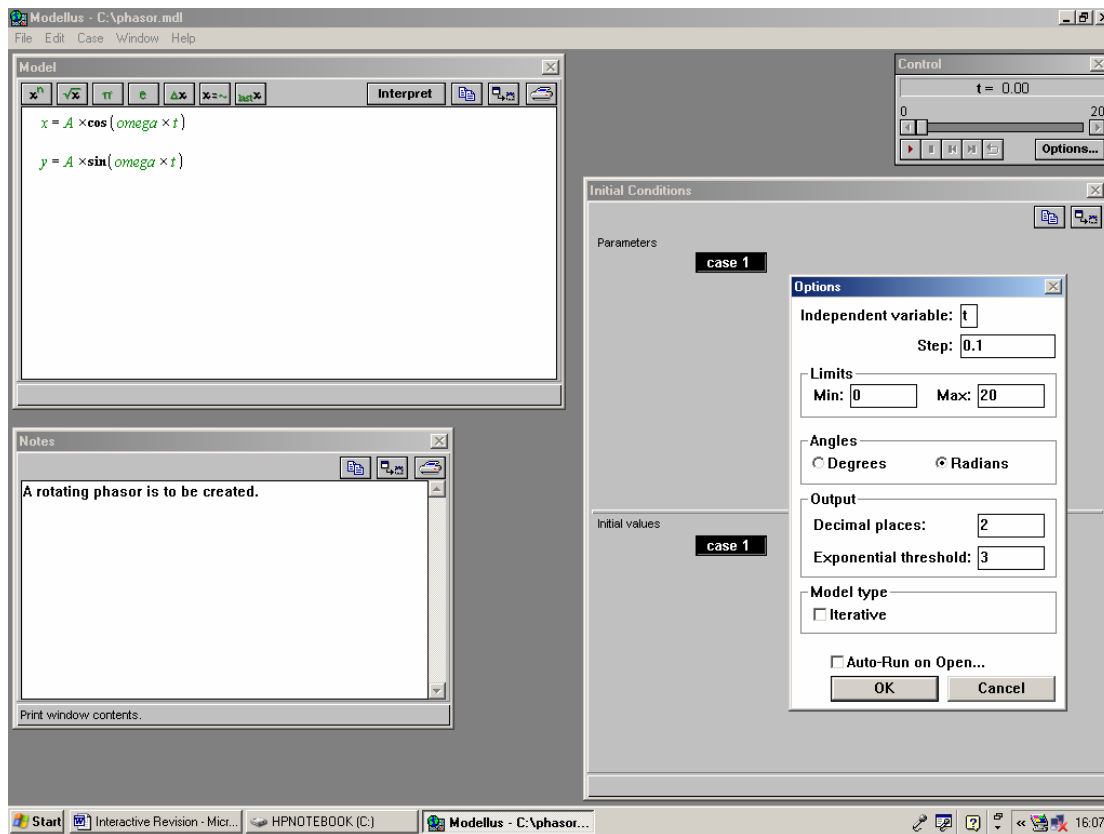 Modellus - C:\phasor.mdl
File Edit Case Window Help
Model
xⁿ √x π e Δx x=~ last x Interpret
x = A ×cos(omega × t)
y = A ×sin(omega × t)
Notes
A rotating phasor is to be created.
Print window contents.
Control
t = 0.00
0 20
Options...
Initial Conditions
Parameters
case 1
Initial values
case 1
Options
Independent variable: t
Step: 0.1
Limits
Min: 0 Max: 20
Angles
Degrees Radians
Output
Decimal places: 2
Exponential threshold: 3
Model type
Iterative
Auto-Run on Open...
OK Cancel
Start Interactive Revision - Micr... HPNOTEBOOK (C:) Modellus - C:\phasor... « 16:07